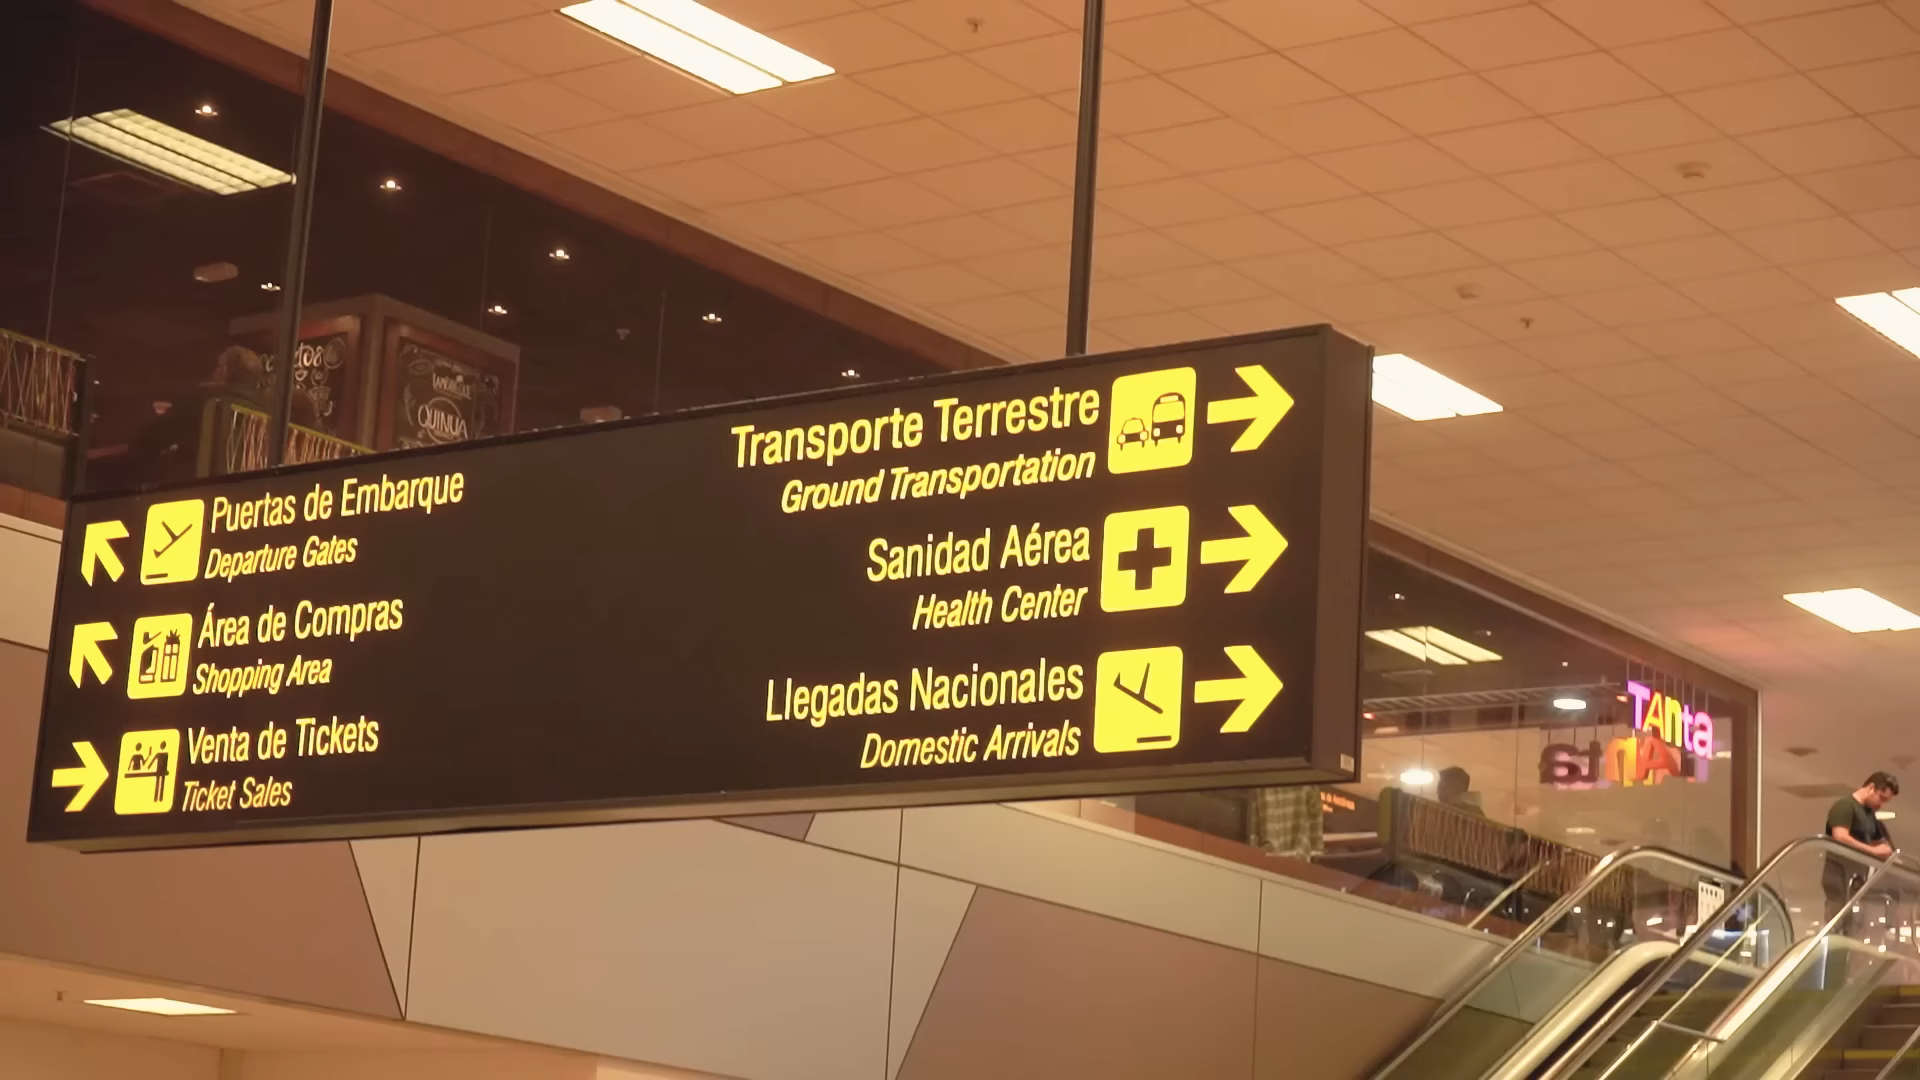 Puertas de Embarque
Departure Gates
Área de Compras
Shopping Area
Venta de Tickets
Ticket Sales
Transporte Terrestre
Ground Transportation
Sanidad Aérea
Health Center
Llegadas Nacionales
Domestic Arrivals
QUINUA
TANta